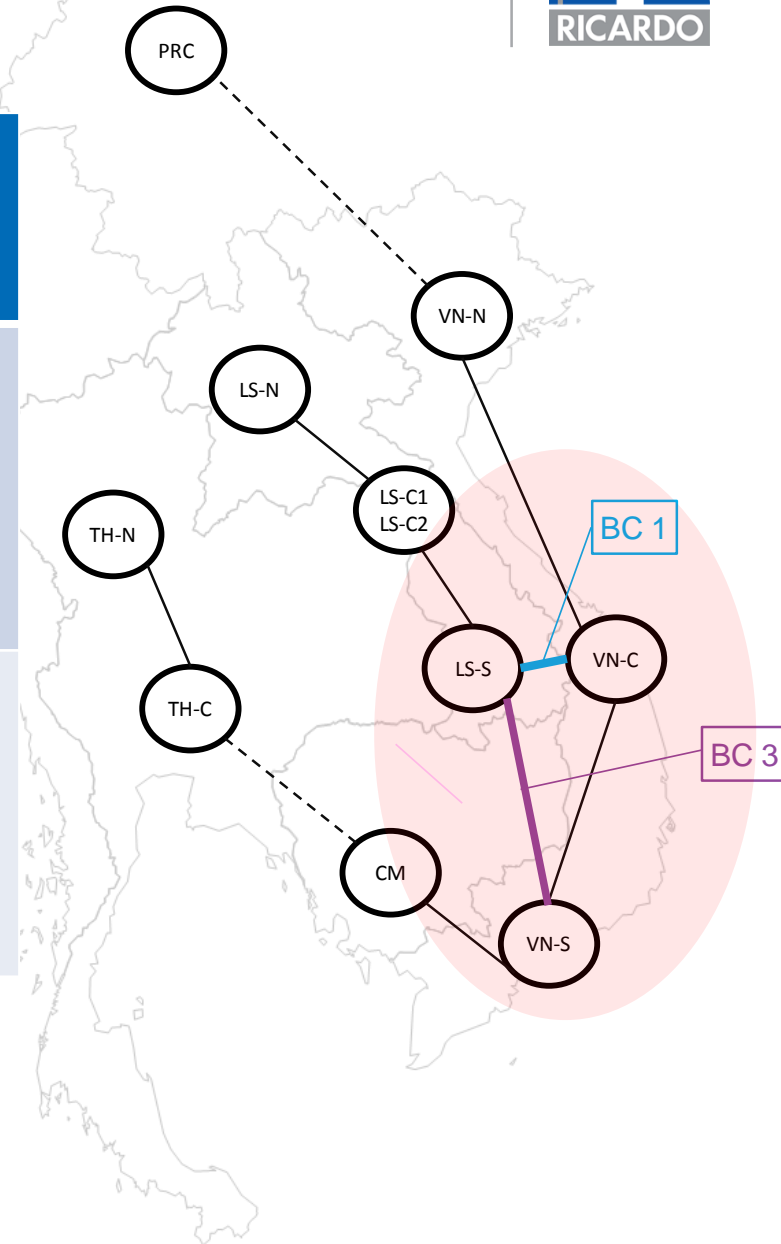 RICARDO
PRC
VN-N
LS-N
LS-C1
LS-C2
BC 1
TH-N
LS-S
VN-C
TH-C
BC 3
CM
VN-S